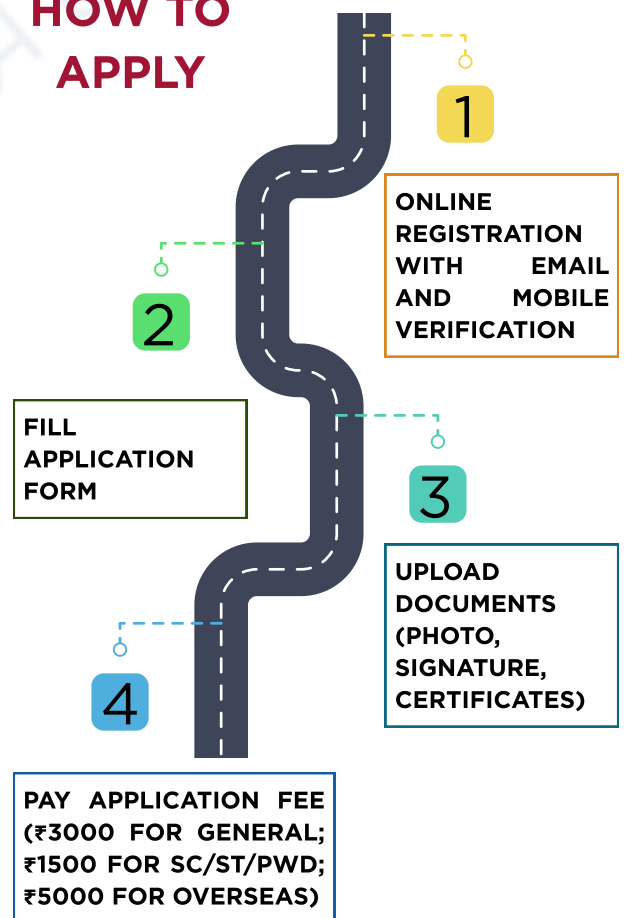 HOW TO
APPLY
1
ONLINE
REGISTRATION
WITH EMAIL
AND MOBILE
VERIFICATION
2
FILL
APPLICATION
FORM
3
UPLOAD
DOCUMENTS
(PHOTO,
SIGNATURE,
CERTIFICATES)
4
PAY APPLICATION FEE
(₹3000 FOR GENERAL;
₹1500 FOR SC/ST/PWD;
₹5000 FOR OVERSEAS)